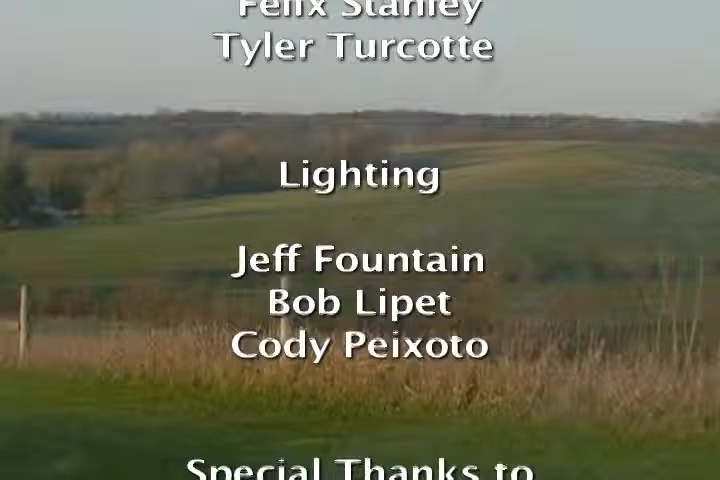 Felix Stanley
Tyler Turcotte
Lighting
Jeff Fountain
Bob Lipet
Cody Peixoto
Special Thanks to